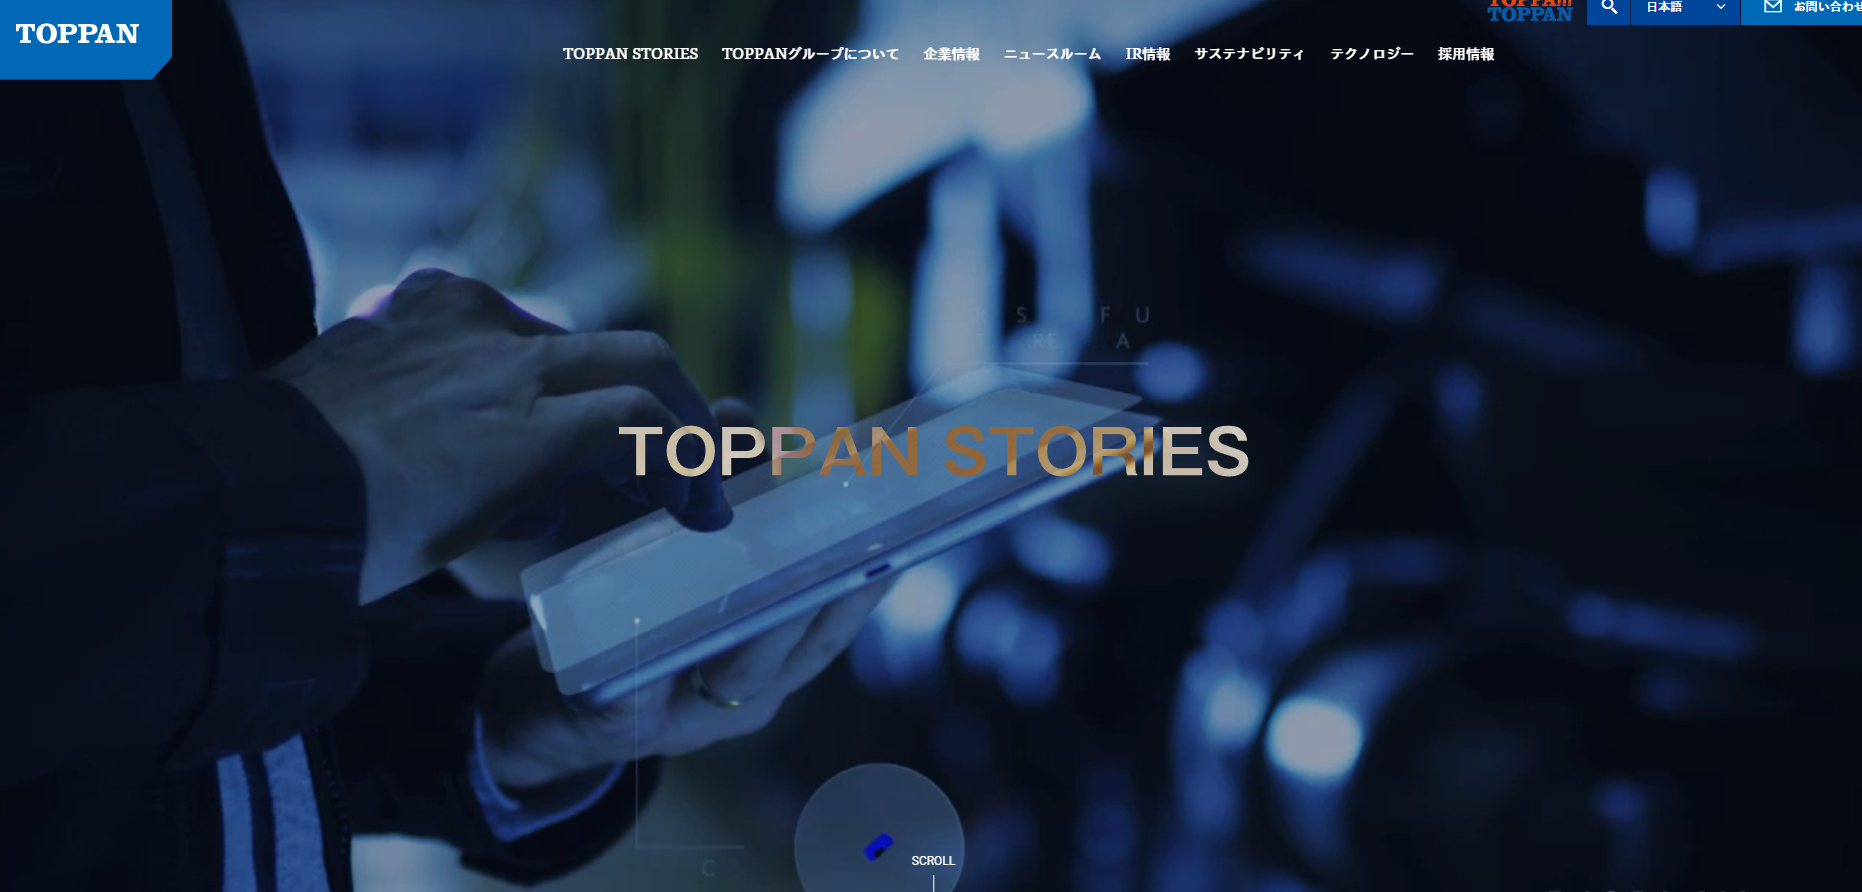 TOPPAN
TOPPA!!!
TOPPAN
日本語
お問い合わせ
TOPPAN STORIES
TOPPANグループについて
企業情報
ニュースルーム
IR情報
サステナビリティ
テクノロジー
採用情報
S F U
RE A
TOPPAN STORIES
SCROLL
C